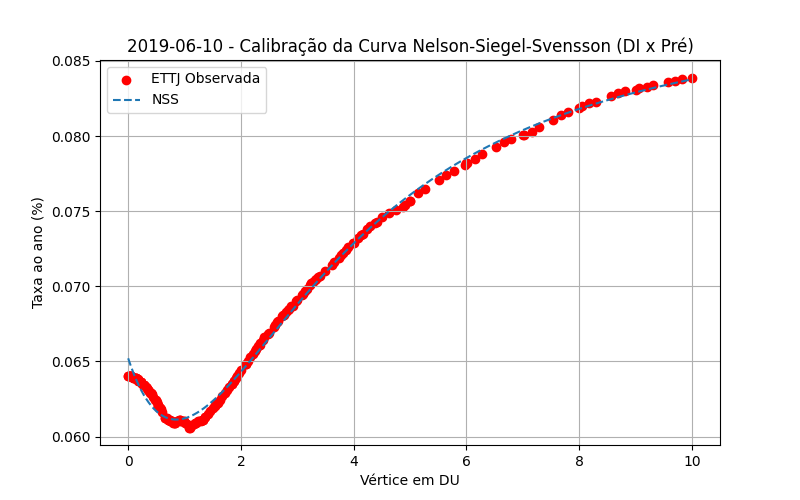 2019-06-10 - Calibração da Curva Nelson-Siegel-Svensson (DI x Pré)
ETTJ Observada
NSS
Taxa ao ano (%)
0.085
0.080
0.075
0.070
0.065
0.060
0 2 4 6 8 10
Vértice em DU